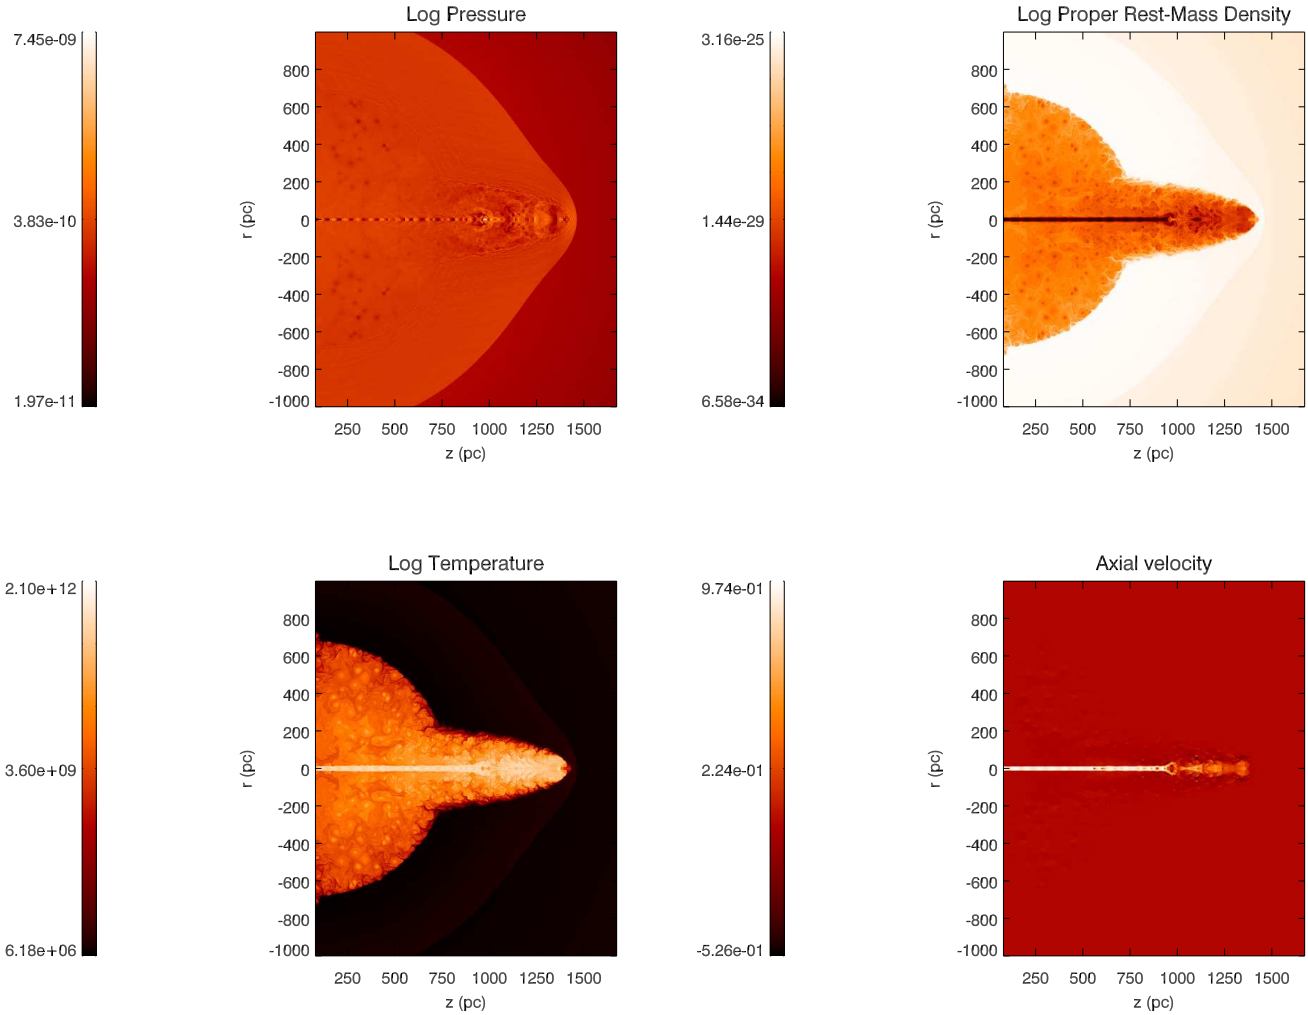 Log Pressure
7.45e-09
3.83e-10
1.97e-11
r (pc)
800
600
400
200
0
-200
-400
-600
-800
-1000
250 500 750 1000 1250 1500
z (pc)
Log Proper Rest-Mass Density
3.16e-25
1.44e-29
6.58e-34
r (pc)
800
600
400
200
0
-200
-400
-600
-800
-1000
250 500 750 1000 1250 1500
z (pc)
Log Temperature
2.10e+12
3.60e+09
6.18e+06
r (pc)
800
600
400
200
0
-200
-400
-600
-800
-1000
250 500 750 1000 1250 1500
z (pc)
Axial velocity
9.74e-01
2.24e-01
-5.26e-01
r (pc)
800
600
400
200
0
-200
-400
-600
-800
-1000
250 500 750 1000 1250 1500
z (pc)